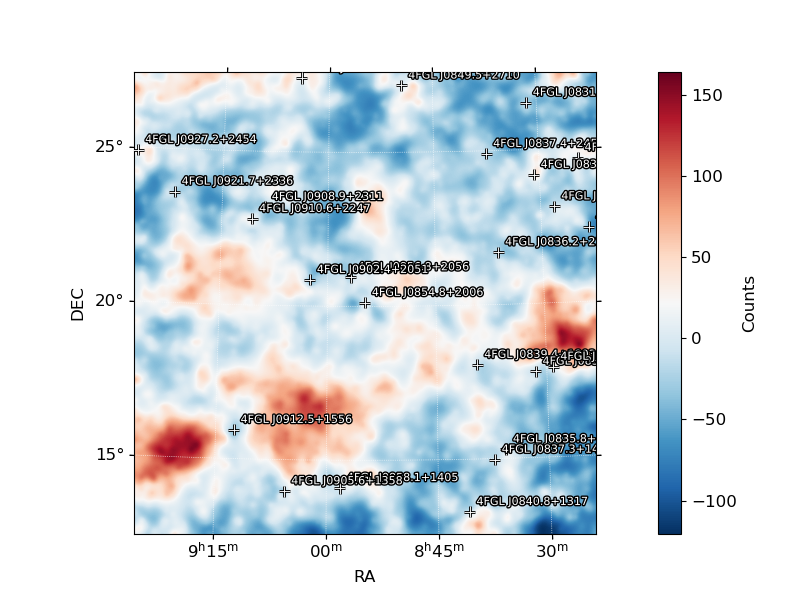 4FGL J0849.5+2710
4FGL J0831
4FGL J0927.2+2454
4FGL J0837.4+24
4FGL J083
4FGL J0921.7+2336
4FGL J0908.9+2311
4FGL J
4FGL J0910.6+2247
4FGL J0836.2+2
4FGL J0902.4+2051
+2056
4FGL J0854.8+2006
4FGL J0839.4
4FGL J0912.5+1556
4FGL J0835.8+
4FGL J0837.3+14
4FGL J0905.6+1358
.1+1405
4FGL J0840.8+1317
25°
20°
15°
DEC
9h15m
00m
8h45m
30m
RA
150
100
50
0
−50
−100
Counts